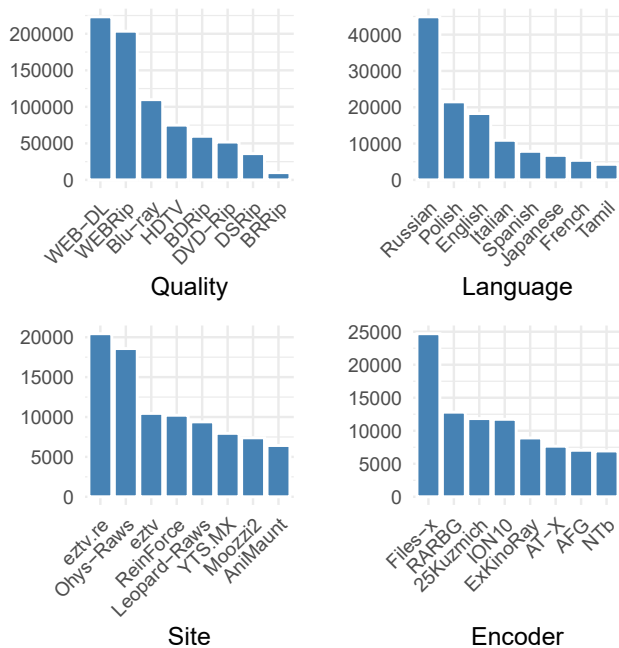 200000
150000
100000
50000
0
WEB-DL
WEBRip
Blu-ray
HDTV
BDRip
DVD-Rip
DSRip
BRRip
Quality
40000
30000
20000
10000
0
Russian
Polish
English
Italian
Spanish
Japanese
French
Tamil
Language
20000
15000
10000
5000
0
eztv.re
Ohys-Raws
eztv
ReinForce
Leopard-Raws
YTS.MX
Moozzi2
AniMaunt
Site
25000
20000
15000
10000
5000
0
Files-x
RARBG
25Kuzmich
ION10
ExKinoRay
AT-X
AFG
NTb
Encoder